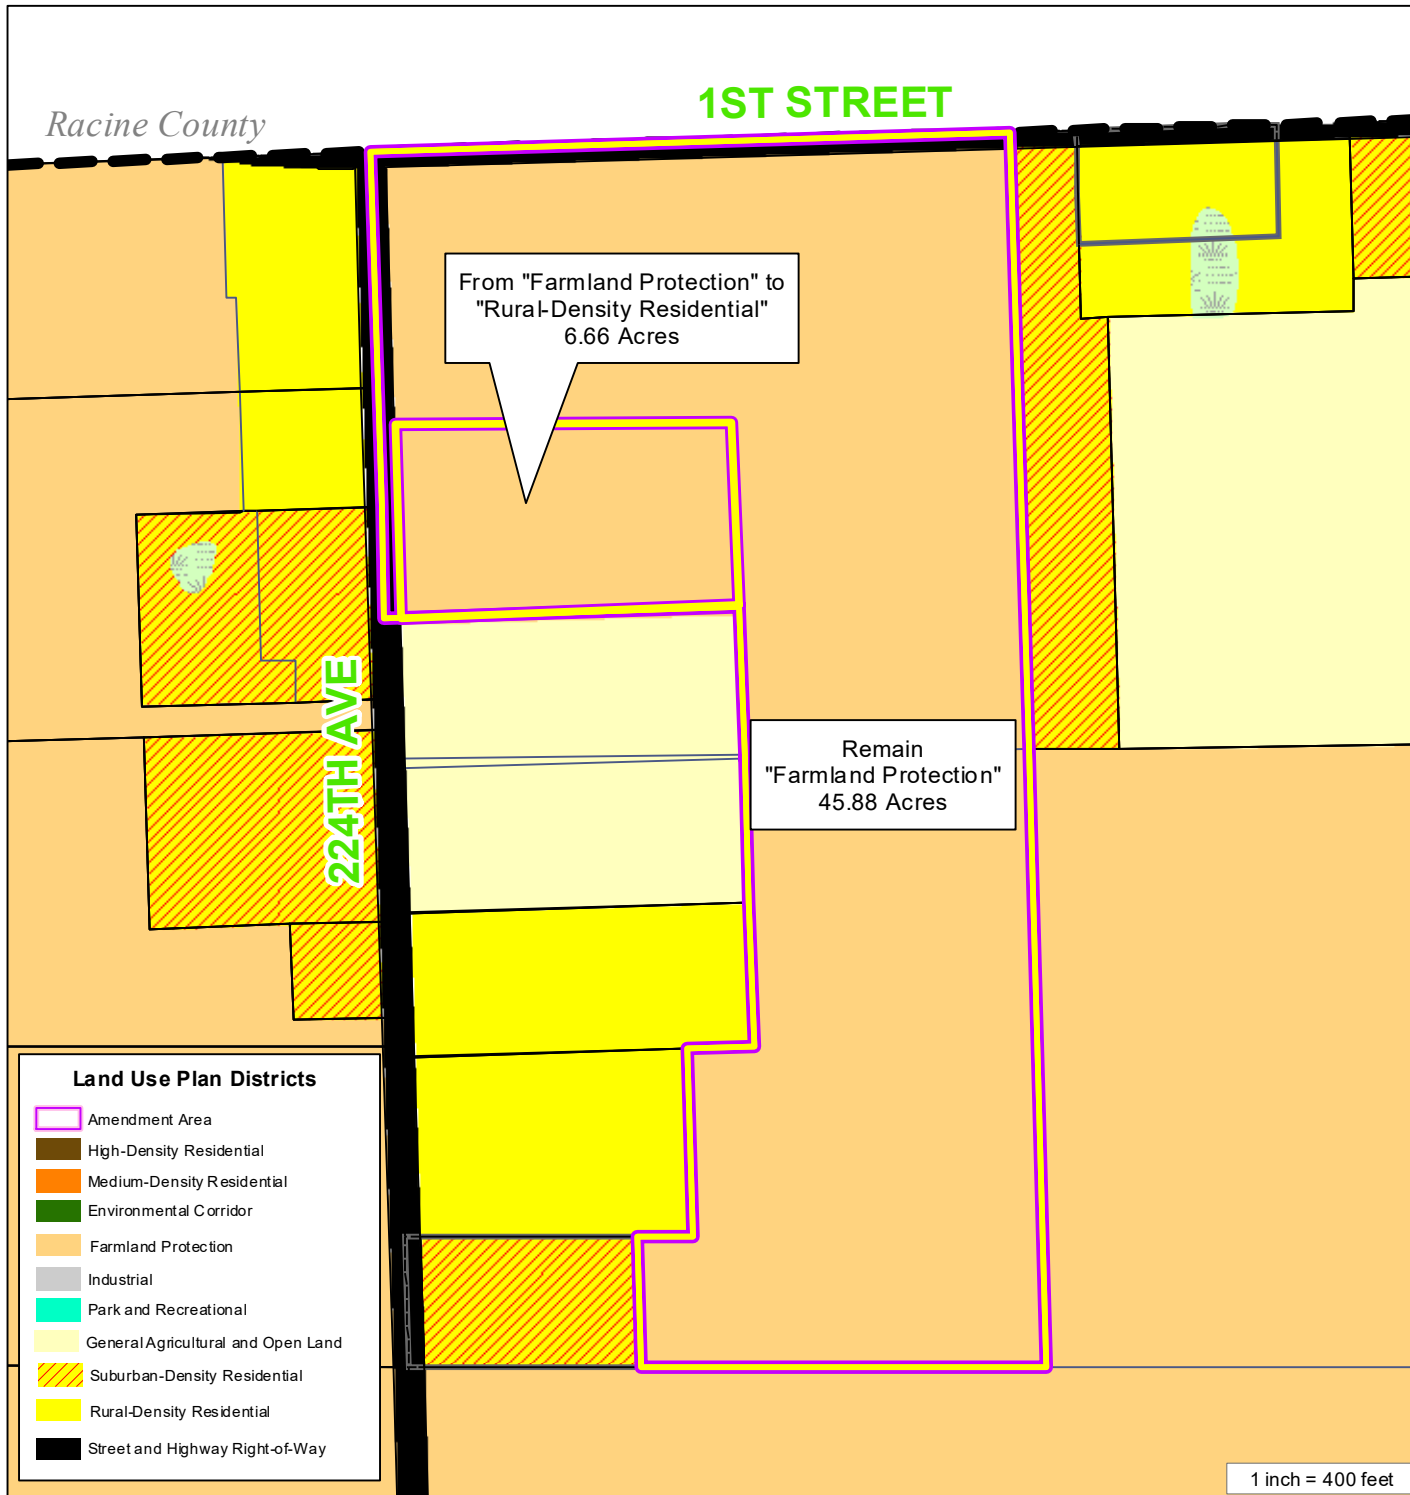 1ST STREET
Racine County
From "Farmland Protection" to
"Rural-Density Residential"
6.66 Acres
224TH AVE
Remain
"Farmland Protection"
45.88 Acres
Land Use Plan Districts
Amendment Area
High-Density Residential
Medium-Density Residential
Environmental Corridor
Farmland Protection
Industrial
Park and Recreational
General Agricultural and Open Land
Suburban-Density Residential
Rural-Density Residential
Street and Highway Right-of-Way
1 inch = 400 feet